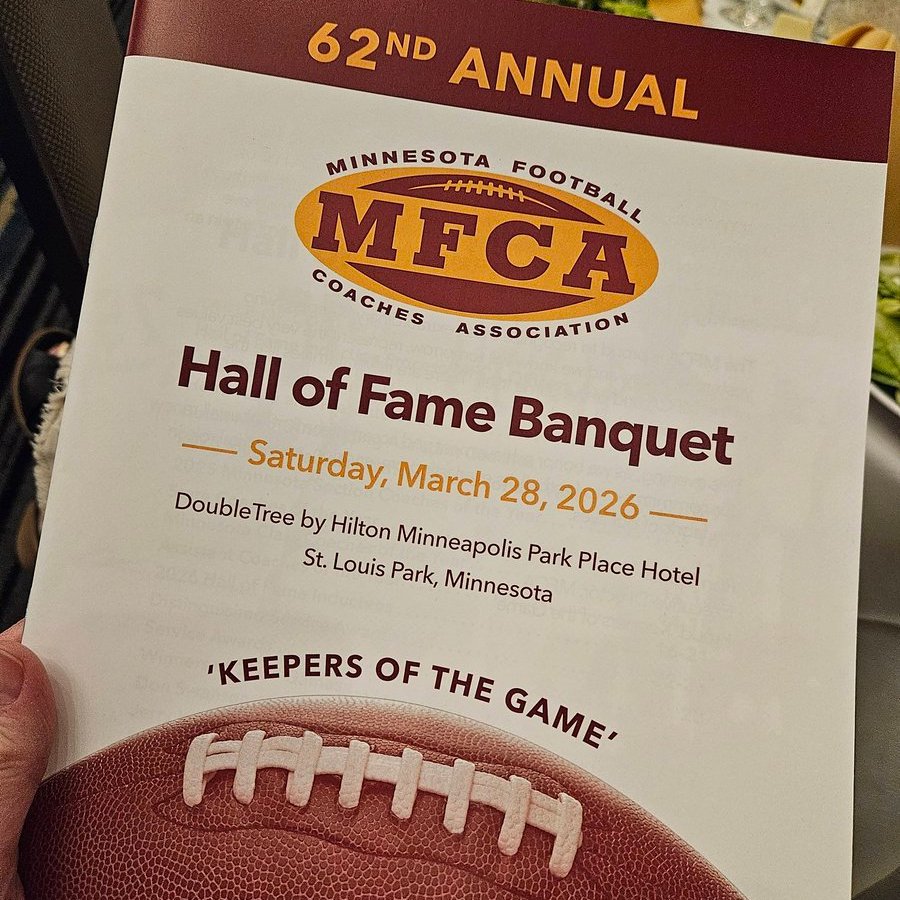 62ND ANNUAL
MINNESOTA FOOTBALL
MFCA
COACHES ASSOCIATION
Hall of Fame Banquet
Saturday, March 28, 2026
DoubleTree by Hilton Minneapolis Park Place Hotel
St. Louis Park, Minnesota
'KEEPERS OF THE GAME'